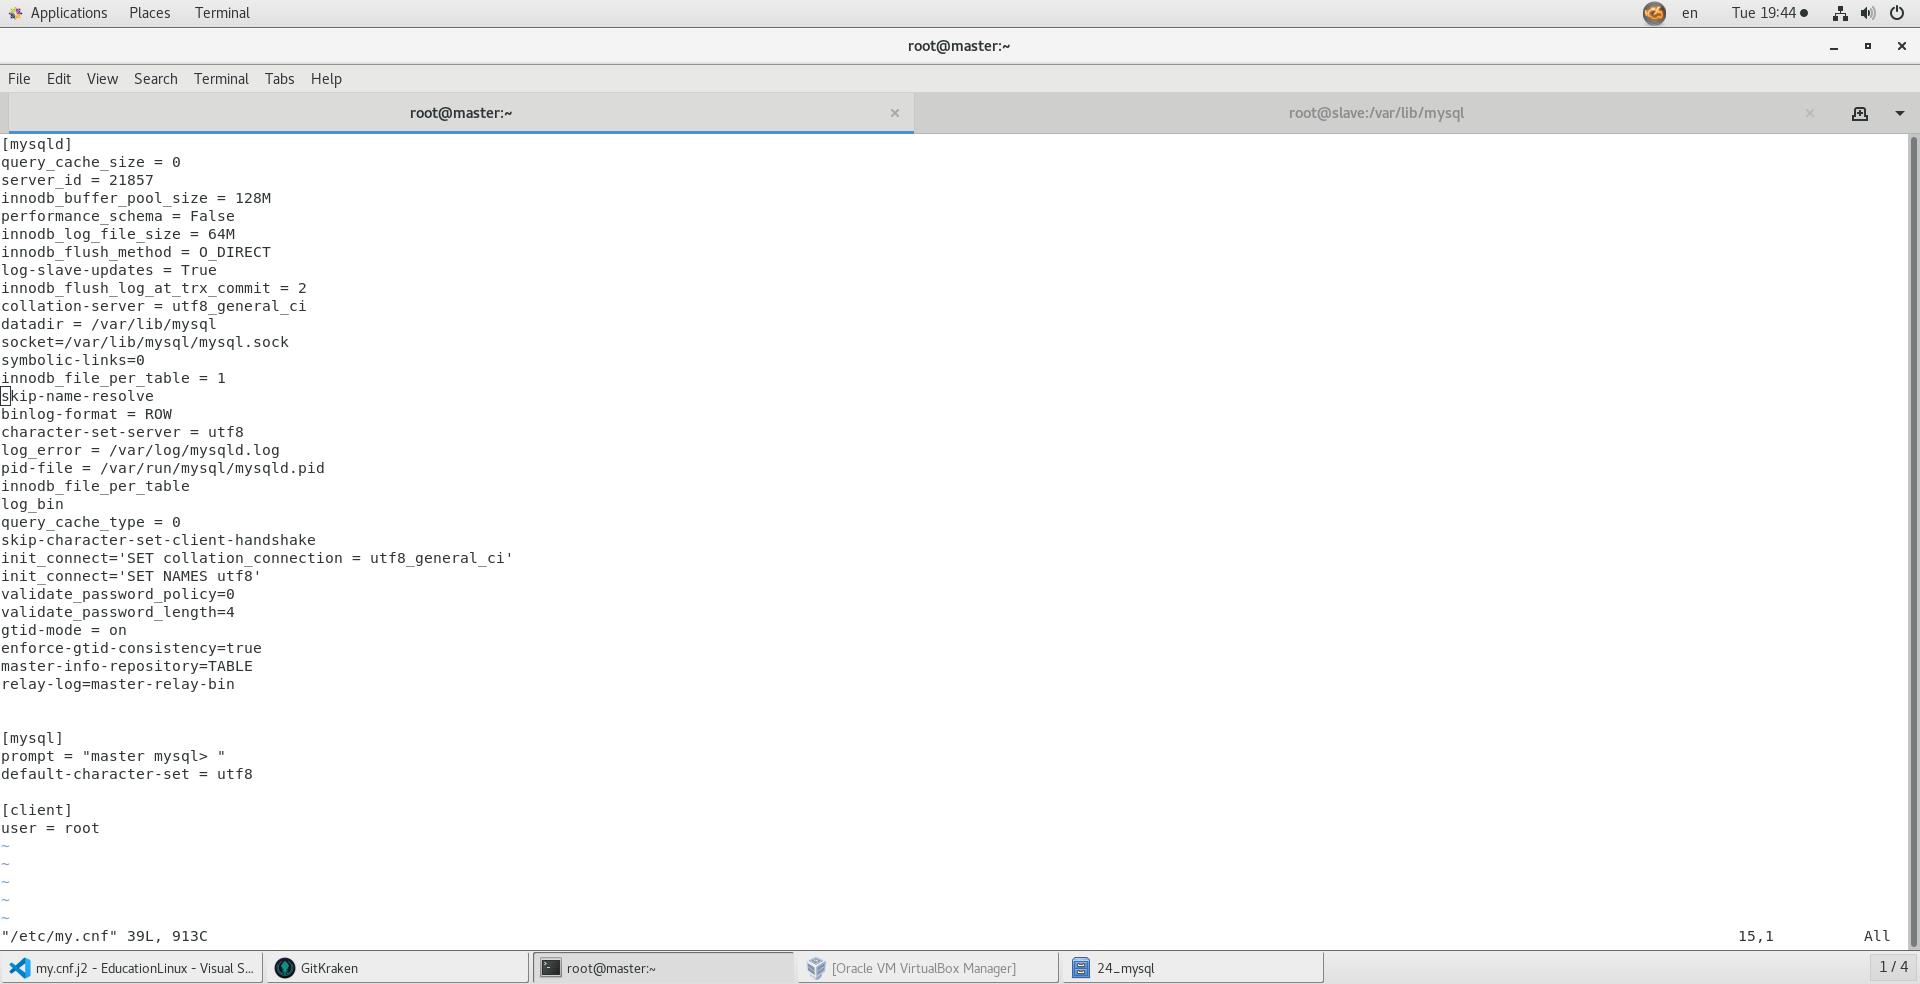 Applications Places Terminal en Tue 19:44
root@master:~
File Edit View Search Terminal Tabs Help
root@master:~ root@slave:/var/lib/mysql
[mysqld]
query_cache_size = 0
server_id = 21857
innodb_buffer_pool_size = 128M
performance_schema = False
innodb_log_file_size = 64M
innodb_flush_method = O_DIRECT
log-slave-updates = True
innodb_flush_log_at_trx_commit = 2
collation-server = utf8_general_ci
datadir = /var/lib/mysql
socket=/var/lib/mysql/mysql.sock
symbolic-links=0
innodb_file_per_table = 1
skip-name-resolve
binlog-format = ROW
character-set-server = utf8
log_error = /var/log/mysqld.log
pid-file = /var/run/mysql/mysqld.pid
innodb_file_per_table
log_bin
query_cache_type = 0
skip-character-set-client-handshake
init_connect='SET collation_connection = utf8_general_ci'
init_connect='SET NAMES utf8'
validate_password_policy=0
validate_password_length=4
gtid-mode = on
enforce-gtid-consistency=true
master-info-repository=TABLE
relay-log=master-relay-bin
[mysql]
prompt = "master mysql> "
default-character-set = utf8
[client]
user = root
~
~
~
~
~
"/etc/my.cnf" 39L, 913C 15,1 All
my.cnf.j2 - EducationLinux - Visual S... GitKraken root@master:~ [Oracle VM VirtualBox Manager] 24_mysql 1 / 4